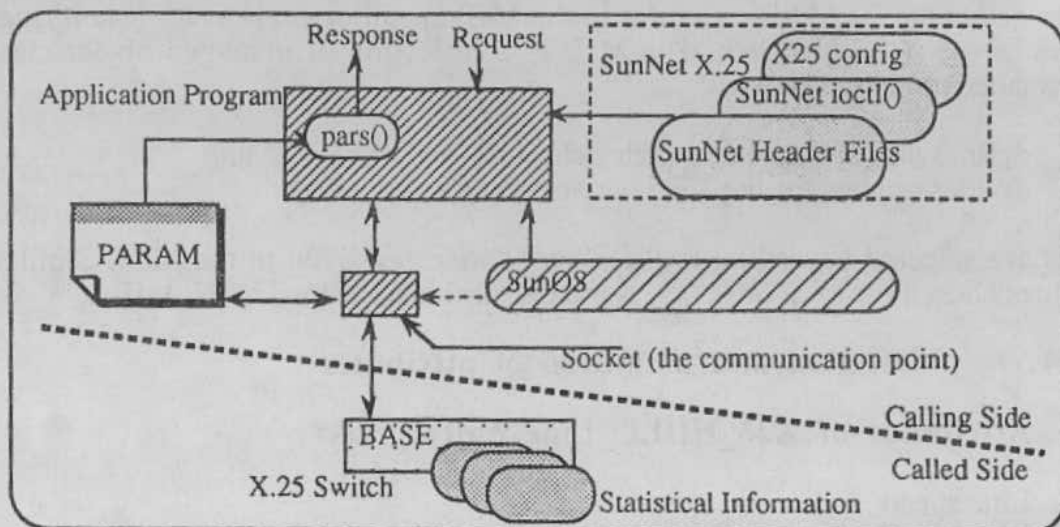 Response Request
X25 config
SunNet X.25
SunNet ioctl()
Application Program
pars()
SunNet Header Files
PARAM
SunOS
Socket (the communication point)
Calling Side
BASE
Called Side
X.25 Switch
Statistical Information